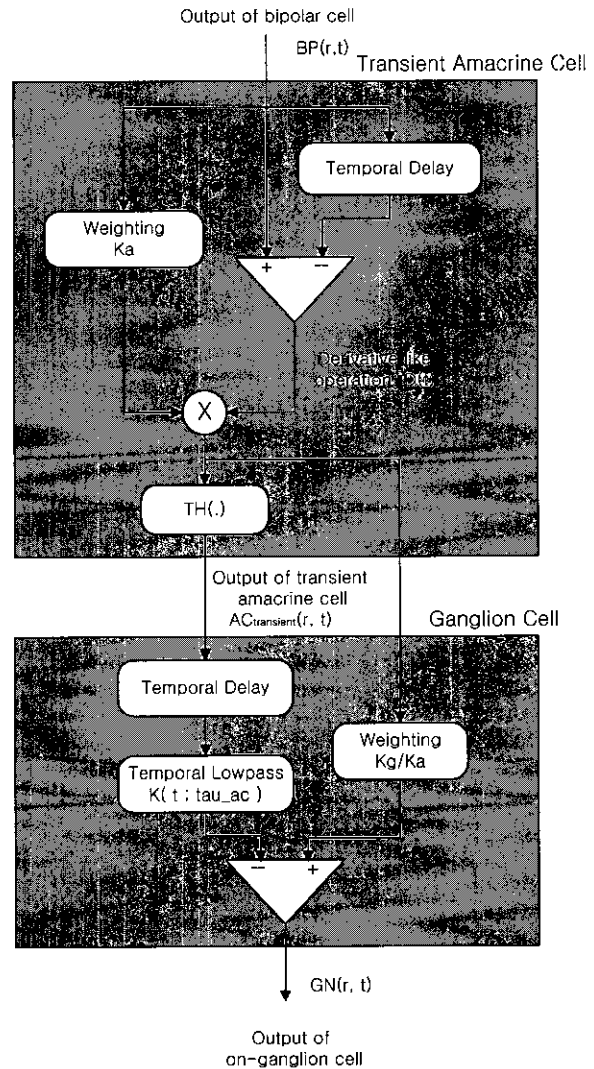 Output of bipolar cell
BP(r,t)
Transient Amacrine Cell
Temporal Delay
Weighting
Ka
+
--
Derivative like
operation
X
TH(.)
Output of transient
amacrine cell
ACtransient(r, t)
Ganglion Cell
Temporal Delay
Weighting
Kg/Ka
Temporal Lowpass
K( t ; tau_ac )
--
+
GN(r, t)
Output of
on-ganglion cell